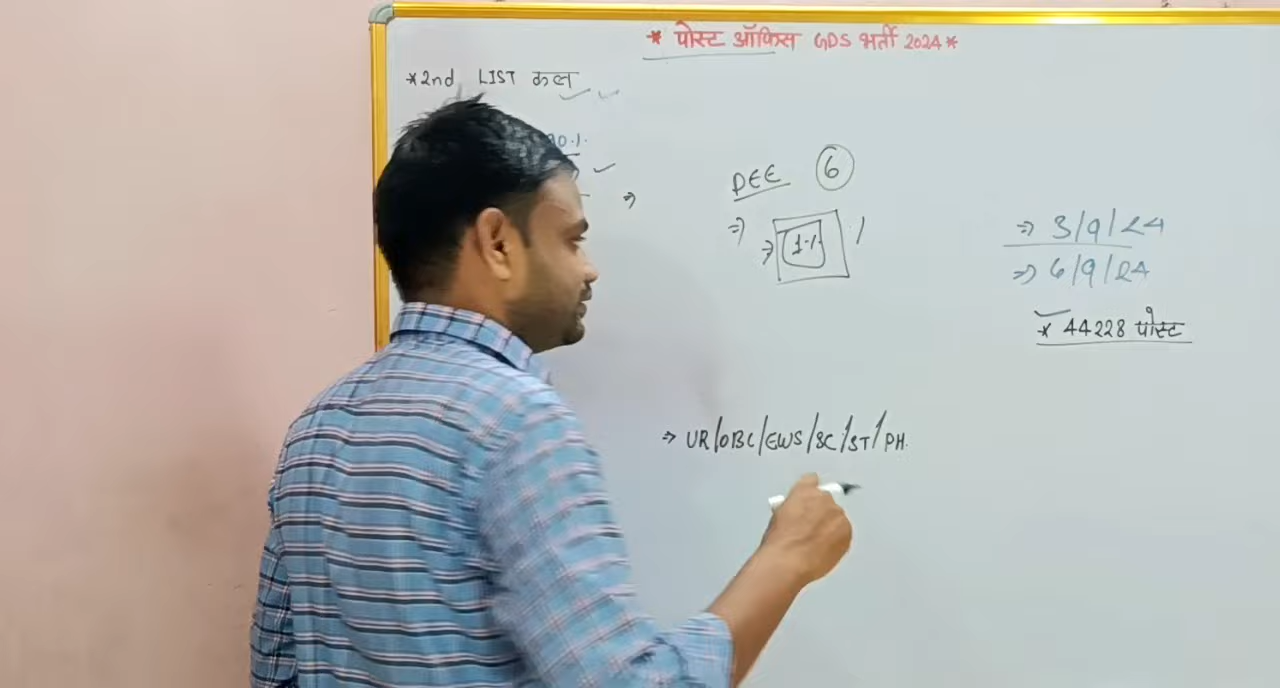 * पोस्ट ऑफिस GDS भर्ती 2024 *
*2nd LIST कल
DEE 6
⇒
⇒ 1%
⇒ 3/9/24
⇒ 6/9/24
* 44228 पोस्ट
⇒ UR/OBC/EWS/SC/ST/PH.